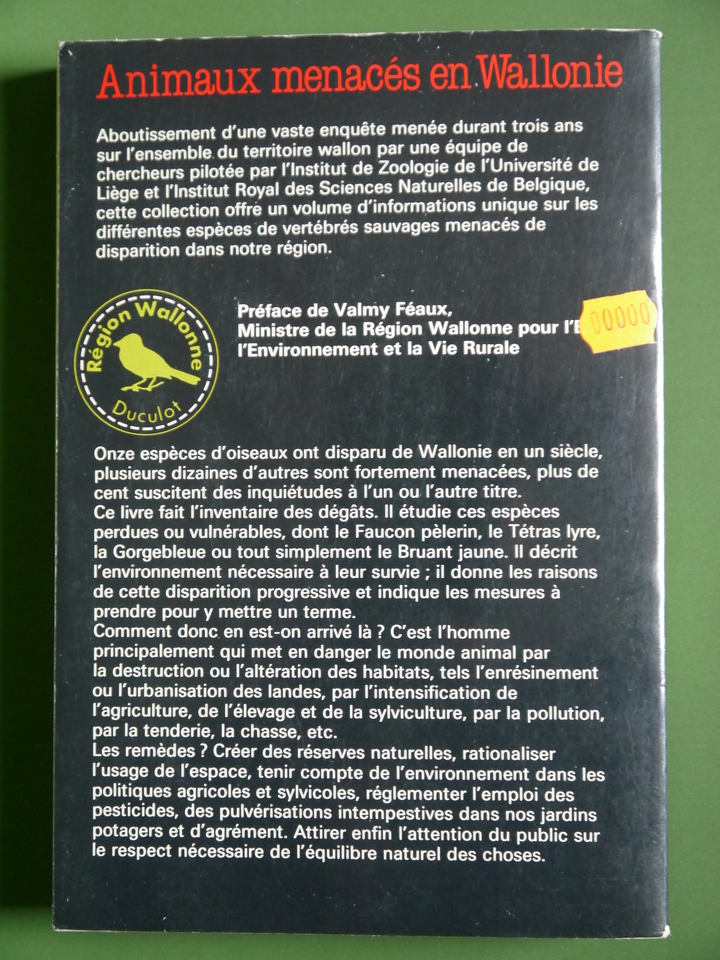 Animaux menacés en Wallonie
Aboutissement d'une vaste enquête menée durant trois ans
sur l'ensemble du territoire wallon par une équipe de
chercheurs pilotée par l'Institut de Zoologie de l'Université de
Liège et l'Institut Royal des Sciences Naturelles de Belgique,
cette collection offre un volume d'informations unique sur les
différentes espèces de vertébrés sauvages menacés de
disparition dans notre région.
Région Wallonne
Duculot
Préface de Valmy Féaux,
Ministre de la Région Wallonne pour
l'Environnement et la Vie Rurale
00000
Onze espèces d'oiseaux ont disparu de Wallonie en un siècle,
plusieurs dizaines d'autres sont fortement menacées, plus de
cent suscitent des inquiétudes à l'un ou l'autre titre.
Ce livre fait l'inventaire des dégâts. Il étudie ces espèces
perdues ou vulnérables, dont le Faucon pèlerin, le Tétras lyre,
la Gorgebleue ou tout simplement le Bruant jaune. Il décrit
l'environnement nécessaire à leur survie ; il donne les raisons
de cette disparition progressive et indique les mesures à
prendre pour y mettre un terme.
Comment donc en est-on arrivé là ? C'est l'homme
principalement qui met en danger le monde animal par
la destruction ou l'altération des habitats, tels l'enrésinement
ou l'urbanisation des landes, par l'intensification de
l'agriculture, de l'élevage et de la sylviculture, par la pollution,
par la tenderie, la chasse, etc.
Les remèdes ? Créer des réserves naturelles, rationaliser
l'usage de l'espace, tenir compte de l'environnement dans les
politiques agricoles et sylvicoles, réglementer l'emploi des
pesticides, des pulvérisations intempestives dans nos jardins
potagers et d'agrément. Attirer enfin l'attention du public sur
le respect nécessaire de l'équilibre naturel des choses.